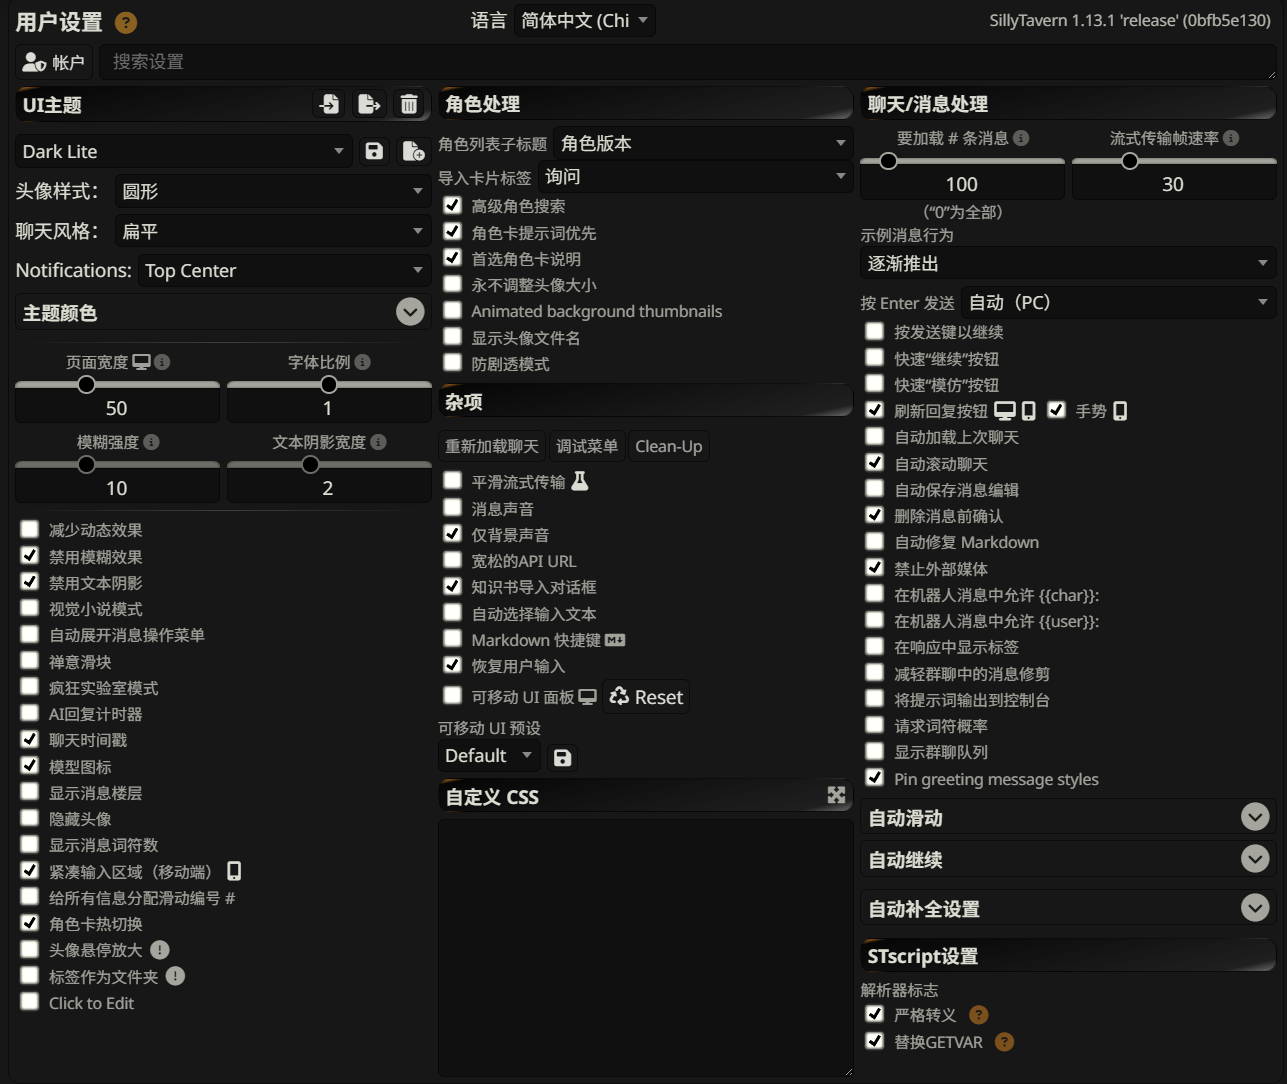 用户设置
语言 简体中文 (Chi
SillyTavern 1.13.1 'release' (0bfb5e130)
帐户
搜索设置
UI主题
Dark Lite
头像样式： 圆形
聊天风格： 扁平
Notifications: Top Center
主题颜色
页面宽度 字体比例
50 1
模糊强度 文本阴影宽度
10 2
减少动态效果
禁用模糊效果
禁用文本阴影
视觉小说模式
自动展开消息操作菜单
禅意滑块
疯狂实验室模式
AI回复计时器
聊天时间戳
模型图标
显示消息楼层
隐藏头像
显示消息词符数
紧凑输入区域（移动端）
给所有信息分配滑动编号 #
角色卡热切换
头像悬停放大
标签作为文件夹
Click to Edit
角色处理
角色列表子标题 角色版本
导入卡片标签 询问
高级角色搜索
角色卡提示词优先
首选角色卡说明
永不调整头像大小
Animated background thumbnails
显示头像文件名
防剧透模式
杂项
重新加载聊天 调试菜单 Clean-Up
平滑流式传输
消息声音
仅背景声音
宽松的API URL
知识书导入对话框
自动选择输入文本
Markdown 快捷键
恢复用户输入
可移动 UI 面板 Reset
可移动 UI 预设
Default
自定义 CSS
聊天/消息处理
要加载 # 条消息 流式传输帧速率
100 30
(“0”为全部)
示例消息行为
逐渐推出
按 Enter 发送 自动（PC）
按发送键以继续
快速“继续”按钮
快速“模仿”按钮
刷新回复按钮 手势
自动加载上次聊天
自动滚动聊天
自动保存消息编辑
删除消息前确认
自动修复 Markdown
禁止外部媒体
在机器人消息中允许 {{char}}:
在机器人消息中允许 {{user}}:
在响应中显示标签
减轻群聊中的消息修剪
将提示词输出到控制台
请求词符概率
显示群聊队列
Pin greeting message styles
自动滑动
自动继续
自动补全设置
STscript设置
解析器标志
严格转义
替换GETVAR